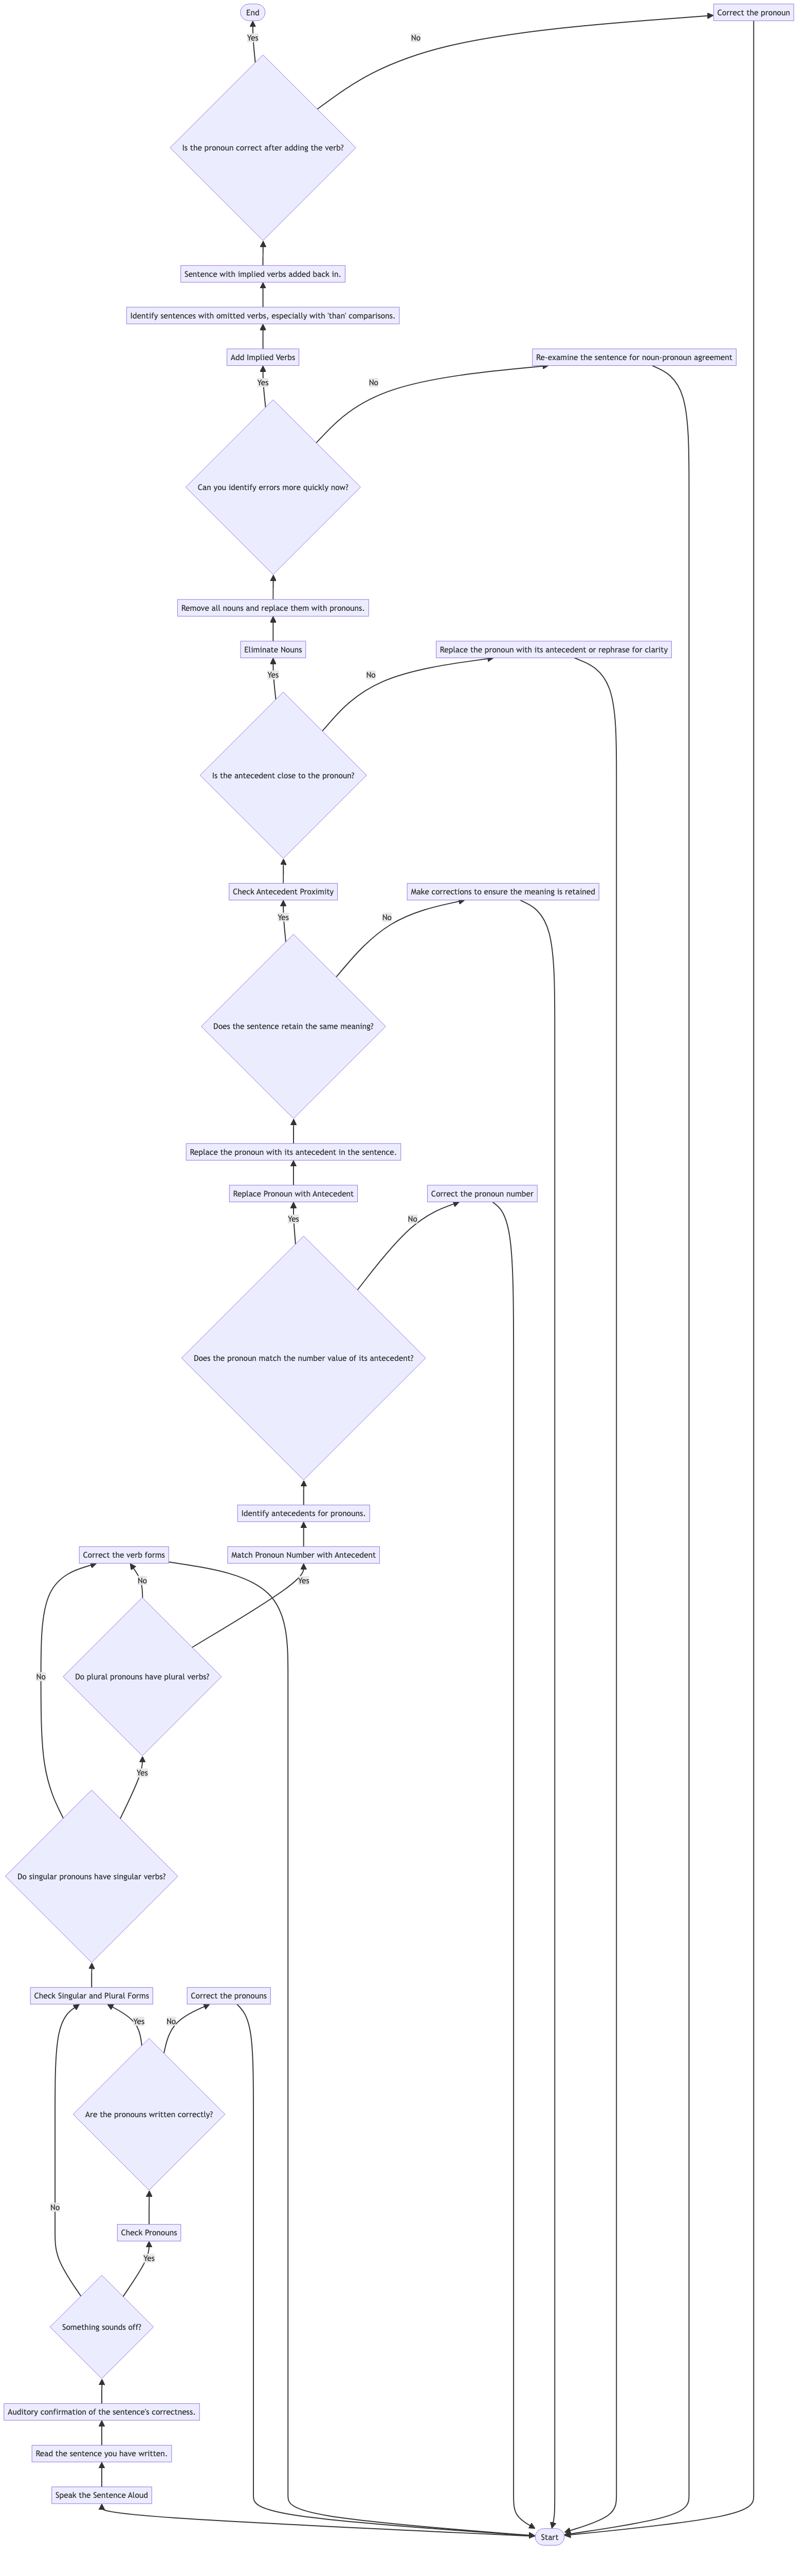 End
Correct the pronoun
Yes
No
Is the pronoun correct after adding the verb?
Sentence with implied verbs added back in.
Identify sentences with omitted verbs, especially with 'than' comparisons.
Add Implied Verbs
Re-examine the sentence for noun-pronoun agreement
Yes
No
Can you identify errors more quickly now?
Remove all nouns and replace them with pronouns.
Eliminate Nouns
Replace the pronoun with its antecedent or rephrase for clarity
Yes
No
Is the antecedent close to the pronoun?
Check Antecedent Proximity
Make corrections to ensure the meaning is retained
Yes
No
Does the sentence retain the same meaning?
Replace the pronoun with its antecedent in the sentence.
Replace Pronoun with Antecedent
Correct the pronoun number
Yes
No
Does the pronoun match the number value of its antecedent?
Identify antecedents for pronouns.
Correct the verb forms
Match Pronoun Number with Antecedent
No
Yes
Do plural pronouns have plural verbs?
No
Yes
Do singular pronouns have singular verbs?
Check Singular and Plural Forms
Correct the pronouns
Yes
No
Are the pronouns written correctly?
No
Check Pronouns
Yes
Something sounds off?
Auditory confirmation of the sentence's correctness.
Read the sentence you have written.
Speak the Sentence Aloud
Start